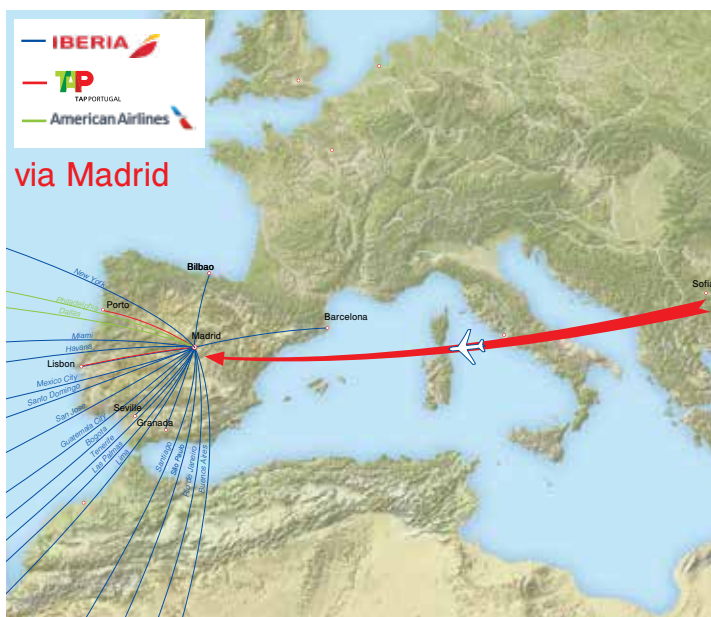 IBERIA
TAP
TAP PORTUGAL
American Airlines
via Madrid
Bilbao
New York
Sofia
Philadelphia
Porto
Dallas
Barcelona
Miami
Madrid
Havana
Lisbon
Mexico City
Santo Domingo
San Jose
Seville
Granada
Guatemala City
Bogota
Tenerife
Las Palmas
Lima
Santiago
São Paulo
Rio de Janeiro
Buenos Aires